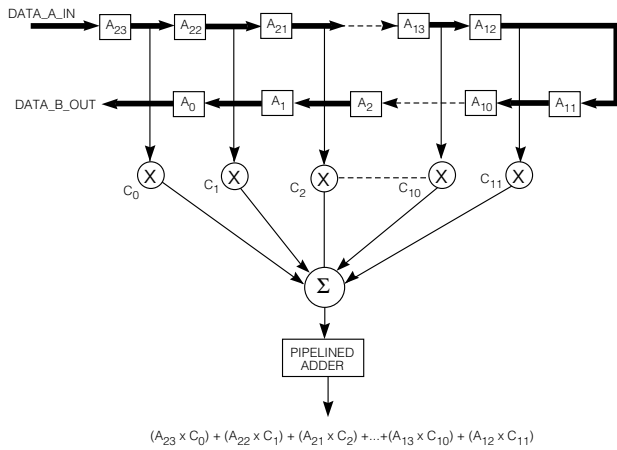 DATA_A_IN
A23 A22 A21 A13 A12
DATA_B_OUT
A0 A1 A2 A10 A11
X X X X X
C0 C1 C2 C10 C11
Σ
PIPELINED
ADDER
(A23 x C0) + (A22 x C1) + (A21 x C2) +...+(A13 x C10) + (A12 x C11)